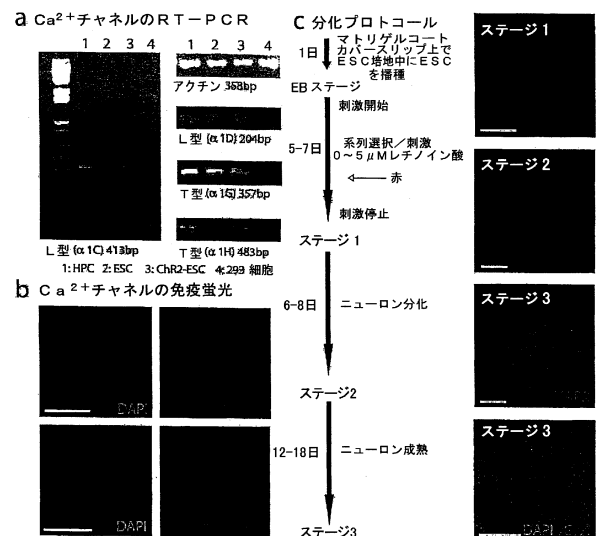 a Ca²⁺チャネルのRT-PCR
1 2 3 4
1 2 3 4
アクチン 368bp
L型(α1D)204bp
T型(α1G)357bp
L型(α1C)413bp
T型(α1H)483bp
1:HPC 2:ESC 3:ChR2-ESC 4:293 細胞
b Ca²⁺チャネルの免疫蛍光
DAPI
DAPI
DAPI
c 分化プロトコール
1日
マトリゲルコート
カバースリップ上で
ESC培地中にESC
を播種
EBステージ
刺激開始
5-7日
系列選択/刺激
0～5μMレチノイン酸
赤
刺激停止
ステージ1
6-8日
ニューロン分化
ステージ2
12-18日
ニューロン成熟
ステージ3
ステージ1
ステージ2
ステージ3
ステージ3
DAPI